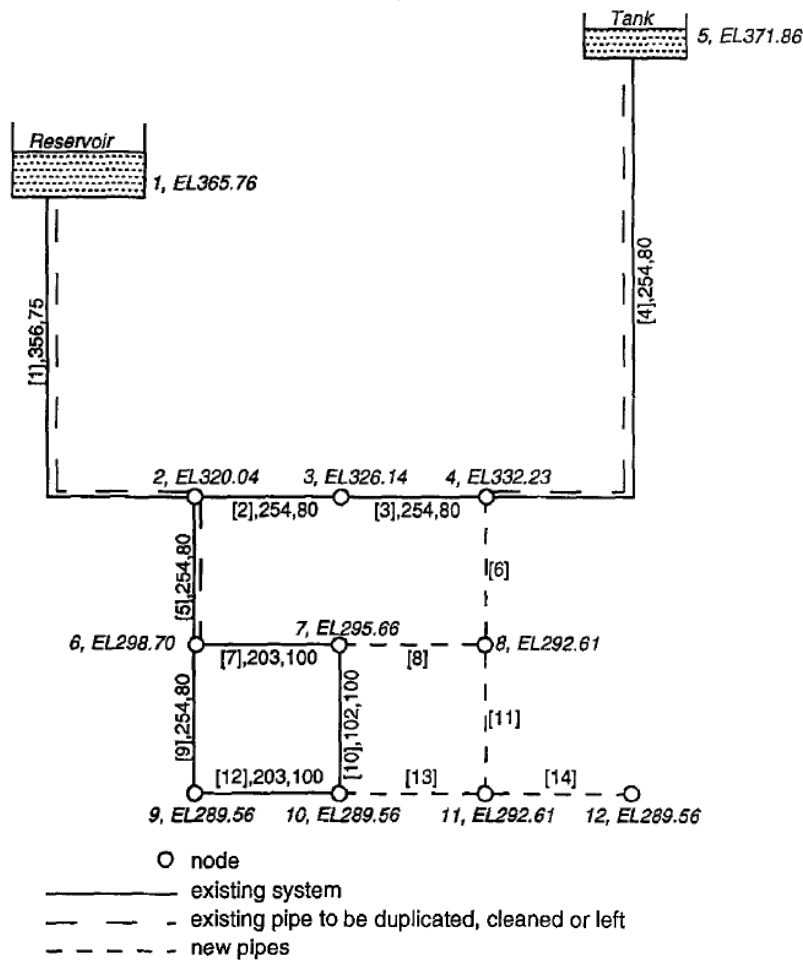 Tank
5, EL371.86
Reservoir
1, EL365.76
[1],356,75
[4],254,80
2, EL320.04
3, EL326.14
4, EL332.23
[2],254,80
[3],254,80
[5],254,80
[6]
6, EL298.70
7, EL295.66
8, EL292.61
[7],203,100
[8]
[9],254,80
[10],102,100
[11]
[12],203,100
[13]
[14]
9, EL289.56
10, EL289.56
11, EL292.61
12, EL289.56
node
existing system
existing pipe to be duplicated, cleaned or left
new pipes